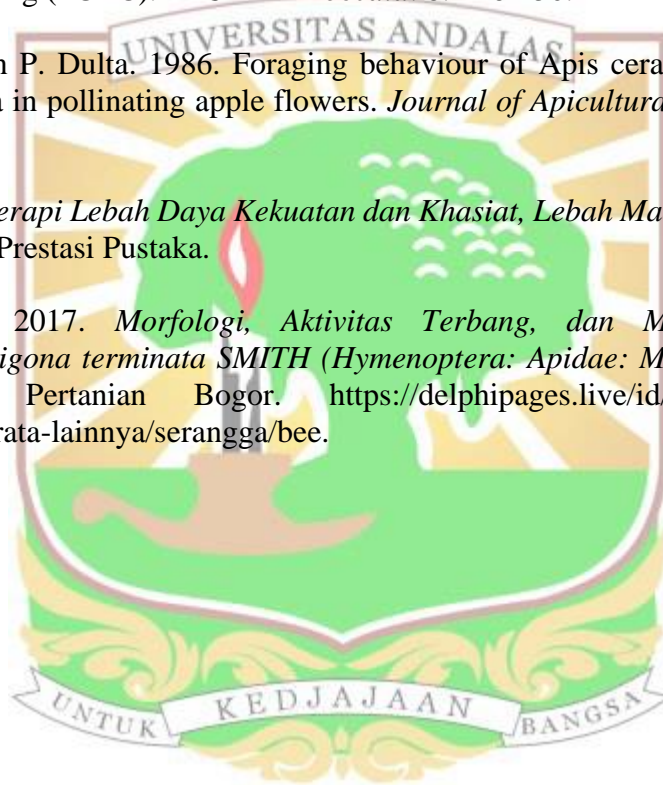 UNIVERSITAS ANDALAS
n P. Dulta. 1986. Foraging behaviour of Apis cera
a in pollinating apple flowers. Journal of Apicultura
erapi Lebah Daya Kekuatan dan Khasiat, Lebah Ma
Prestasi Pustaka.
2017. Morfologi, Aktivitas Terbang, dan M
igona terminata SMITH (Hymenoptera: Apidae: M
Pertanian Bogor. https://delphipages.live/id/
rata-lainnya/serangga/bee.
UNTUK KEDJAJAAN BANGSA